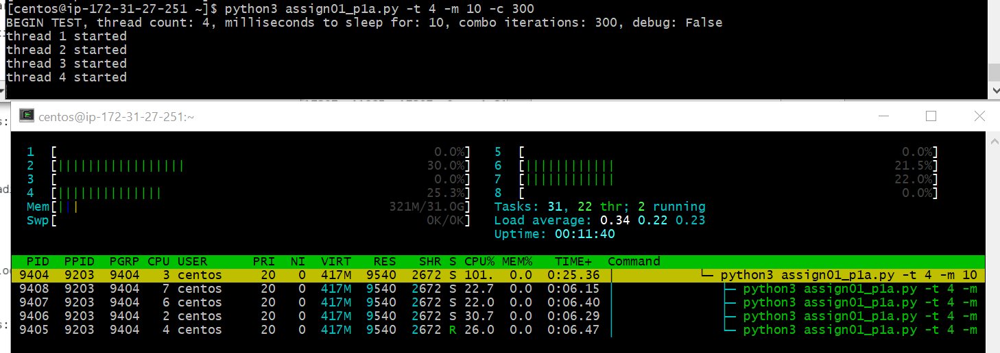 [centos@ip-172-31-27-251 ~]$ python3 assign01_p1a.py -t 4 -m 10 -c 300
BEGIN TEST, thread count: 4, milliseconds to sleep for: 10, combo iterations: 300, debug: False
thread 1 started
thread 2 started
thread 3 started
thread 4 started
centos@ip-172-31-27-251:~
1 [ 0.0%] 5 [ 0.0%]
2 [||||||||||||||||| 30.0%] 6 [|||||||||||| 21.5%]
3 [ 0.0%] 7 [|||||||||||| 22.0%]
4 [|||||||||||||| 25.3%] 8 [ 0.0%]
Mem[||| 321M/31.0G] Tasks: 31, 22 thr; 2 running
Swp[ 0K/0K] Load average: 0.34 0.22 0.23
Uptime: 00:11:40
PID PPID PGRP CPU USER PRI NI VIRT RES SHR S CPU% MEM% TIME+ Command
9404 9203 9404 3 centos 20 0 417M 9540 2672 S 101. 0.0 0:25.36 │ └─ python3 assign01_p1a.py -t 4 -m 10
9408 9203 9404 7 centos 20 0 417M 9540 2672 S 22.7 0.0 0:06.15 │ ├─ python3 assign01_p1a.py -t 4 -m
9407 9203 9404 6 centos 20 0 417M 9540 2672 S 22.0 0.0 0:06.40 │ ├─ python3 assign01_p1a.py -t 4 -m
9406 9203 9404 2 centos 20 0 417M 9540 2672 S 30.7 0.0 0:06.29 │ ├─ python3 assign01_p1a.py -t 4 -m
9405 9203 9404 4 centos 20 0 417M 9540 2672 R 26.0 0.0 0:06.47 │ └─ python3 assign01_p1a.py -t 4 -m